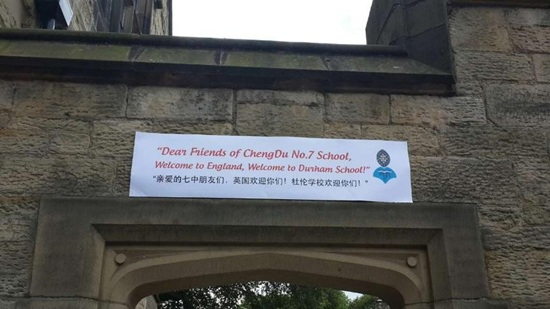 "Dear Friends of ChengDu No.7 School,
Welcome to England, Welcome to Durham School!"
"亲爱的七中朋友们，英国欢迎你们！杜伦学校欢迎你们！"